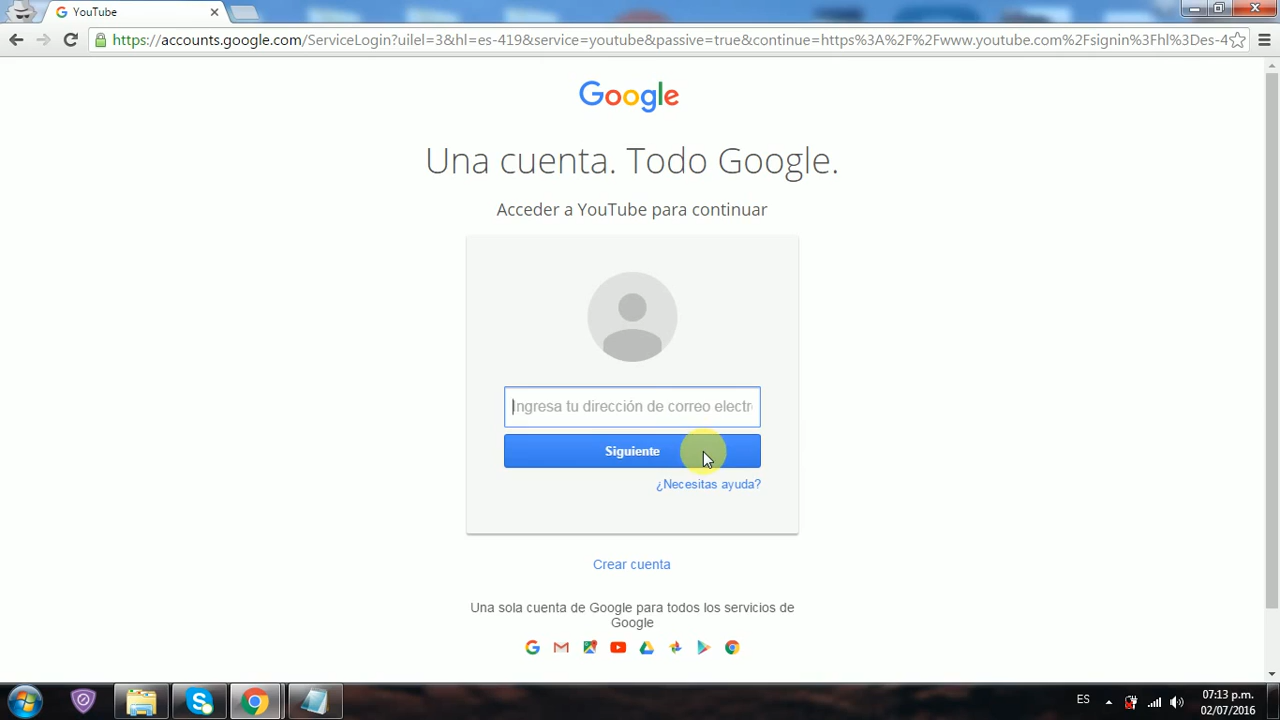 YouTube
https://accounts.google.com/ServiceLogin?uilel=3&hl=es-419&service=youtube&passive=true&continue=https%3A%2F%2Fwww.youtube.com%2Fsignin%3Fhl%3Des-4
Google
Una cuenta. Todo Google.
Acceder a YouTube para continuar
Ingresa tu dirección de correo electr
Siguiente
¿Necesitas ayuda?
Crear cuenta
Una sola cuenta de Google para todos los servicios de
Google
ES
07:13 p.m.
02/07/2016